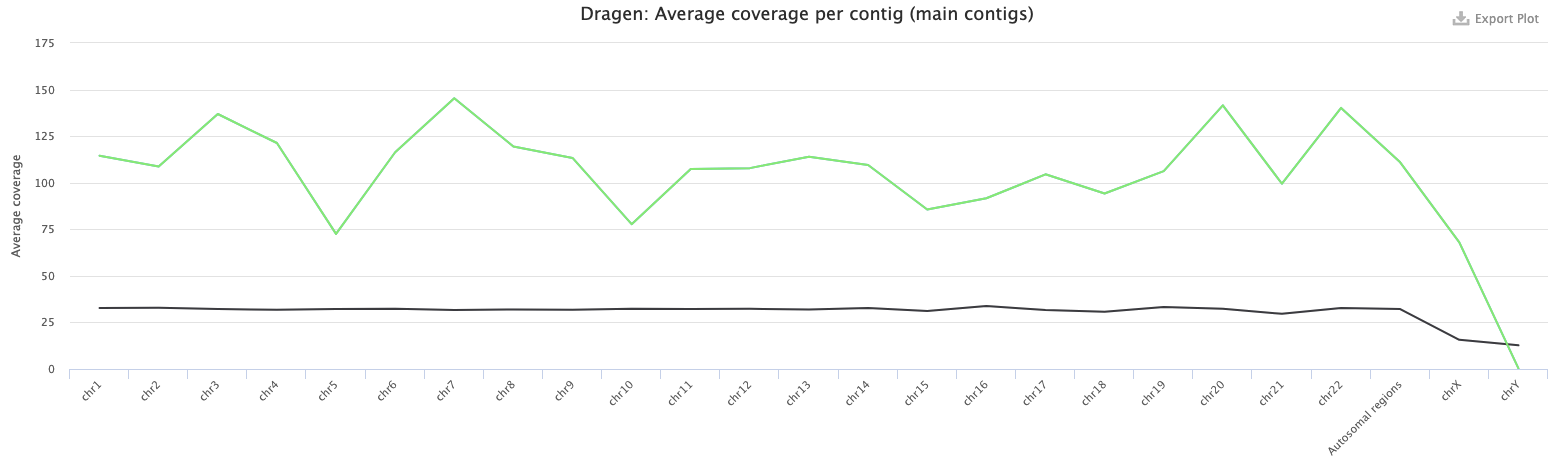 Dragen: Average coverage per contig (main contigs)
Export Plot
Average coverage
175
150
125
100
75
50
25
0
chr1
chr2
chr3
chr4
chr5
chr6
chr7
chr8
chr9
chr10
chr11
chr12
chr13
chr14
chr15
chr16
chr17
chr18
chr19
chr20
chr21
chr22
Autosomal regions
chrX
chrY